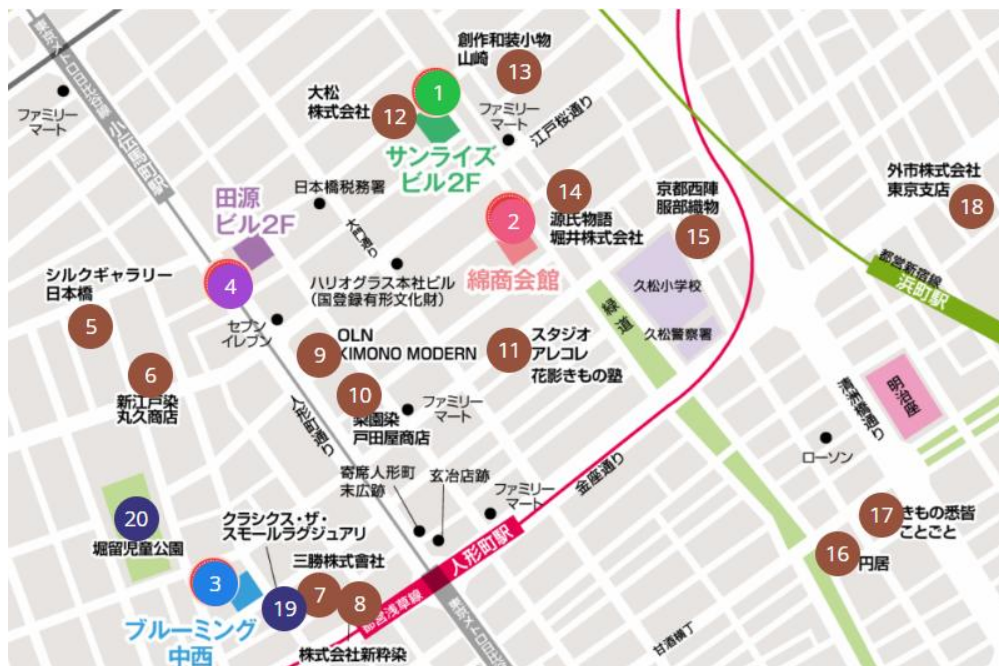 東京メトロ日比谷線 小伝馬町駅
ファミリー
マート
創作和装小物
山崎
13
1
大松
株式会社
12
ファミリー
マート
江戸桜通り
サンライズ
ビル2F
田源
ビル2F
日本橋税務署
大門通り
14
源氏物語
堀井株式会社
2
綿商会館
京都西陣
服部織物
15
外市株式会社
東京支店
18
都営新宿線
浜町駅
シルクギャラリー
日本橋
5
4
ハリオグラス本社ビル
(国登録有形文化財)
久松小学校
久松警察署
緑道
セブン
イレブン
9
OLN
KIMONO MODERN
11
スタジオ
アレコレ
花影きもの塾
6
新江戸染
丸久商店
10
梨園染
戸田屋商店
ファミリー
マート
人形町通り
清洲橋通り
明治座
ローソン
寄席人形町
末広跡
玄冶店跡
ファミリー
マート
金座通り
人形町駅
都営浅草線
20
堀留児童公園
クラシクス・ザ・
スモールラグジュアリ
三勝株式會社
17
きもの悉皆
ことごと
16
円居
3
19
7
8
ブルーミング
中西
株式会社新粋染
甘酒横丁